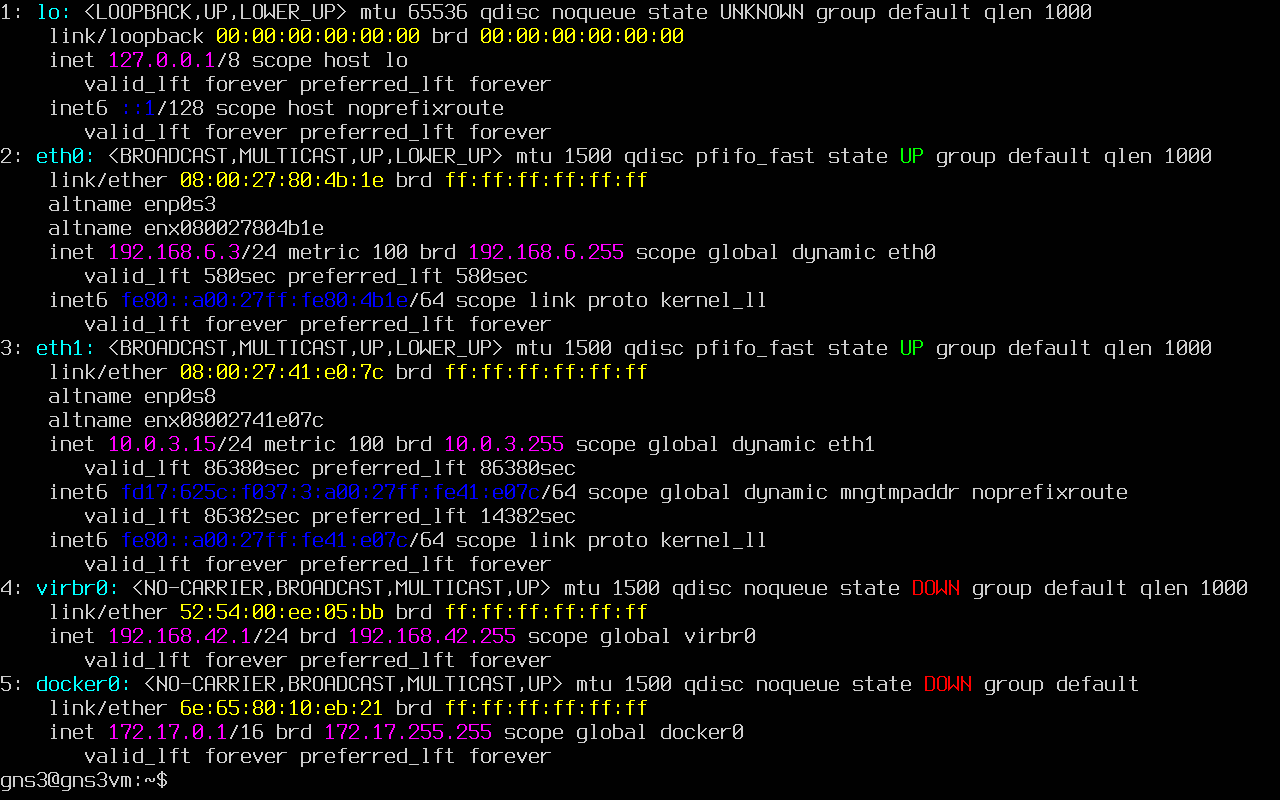 1: lo: <LOOPBACK,UP,LOWER_UP> mtu 65536 qdisc noqueue state UNKNOWN group default qlen 1000
    link/loopback 00:00:00:00:00:00 brd 00:00:00:00:00:00
    inet 127.0.0.1/8 scope host lo
       valid_lft forever preferred_lft forever
    inet6 ::1/128 scope host noprefixroute
       valid_lft forever preferred_lft forever
2: eth0: <BROADCAST,MULTICAST,UP,LOWER_UP> mtu 1500 qdisc pfifo_fast state UP group default qlen 1000
    link/ether 08:00:27:80:4b:1e brd ff:ff:ff:ff:ff:ff
    altname enp0s3
    altname enx080027804b1e
    inet 192.168.6.3/24 metric 100 brd 192.168.6.255 scope global dynamic eth0
       valid_lft 580sec preferred_lft 580sec
    inet6 fe80::a00:27ff:fe80:4b1e/64 scope link proto kernel_ll
       valid_lft forever preferred_lft forever
3: eth1: <BROADCAST,MULTICAST,UP,LOWER_UP> mtu 1500 qdisc pfifo_fast state UP group default qlen 1000
    link/ether 08:00:27:41:e0:7c brd ff:ff:ff:ff:ff:ff
    altname enp0s8
    altname enx08002741e07c
    inet 10.0.3.15/24 metric 100 brd 10.0.3.255 scope global dynamic eth1
       valid_lft 86380sec preferred_lft 86380sec
    inet6 fd17:625c:f037:3:a00:27ff:fe41:e07c/64 scope global dynamic mngtmpaddr noprefixroute
       valid_lft 86382sec preferred_lft 14382sec
    inet6 fe80::a00:27ff:fe41:e07c/64 scope link proto kernel_ll
       valid_lft forever preferred_lft forever
4: virbr0: <NO-CARRIER,BROADCAST,MULTICAST,UP> mtu 1500 qdisc noqueue state DOWN group default qlen 1000
    link/ether 52:54:00:ee:05:bb brd ff:ff:ff:ff:ff:ff
    inet 192.168.42.1/24 brd 192.168.42.255 scope global virbr0
       valid_lft forever preferred_lft forever
5: docker0: <NO-CARRIER,BROADCAST,MULTICAST,UP> mtu 1500 qdisc noqueue state DOWN group default
    link/ether 6e:65:80:10:eb:21 brd ff:ff:ff:ff:ff:ff
    inet 172.17.0.1/16 brd 172.17.255.255 scope global docker0
       valid_lft forever preferred_lft forever
gns3@gns3vm:~$